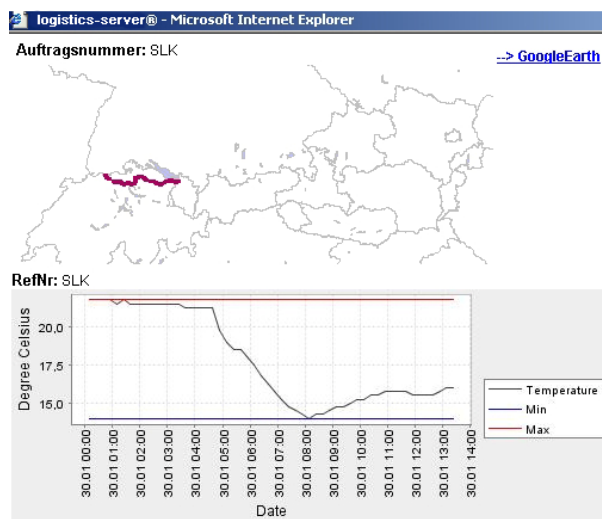 logistics-server® - Microsoft Internet Explorer
Auftragsnummer: SLK
--> GoogleEarth
RefNr: SLK
Degree Celsius
20,0
17,5
15,0
30.01 00:00
30.01 01:00
30.01 02:00
30.01 03:00
30.01 04:00
30.01 05:00
30.01 06:00
30.01 07:00
30.01 08:00
30.01 09:00
30.01 10:00
30.01 11:00
30.01 12:00
30.01 13:00
30.01 14:00
Date
Temperature
Min
Max